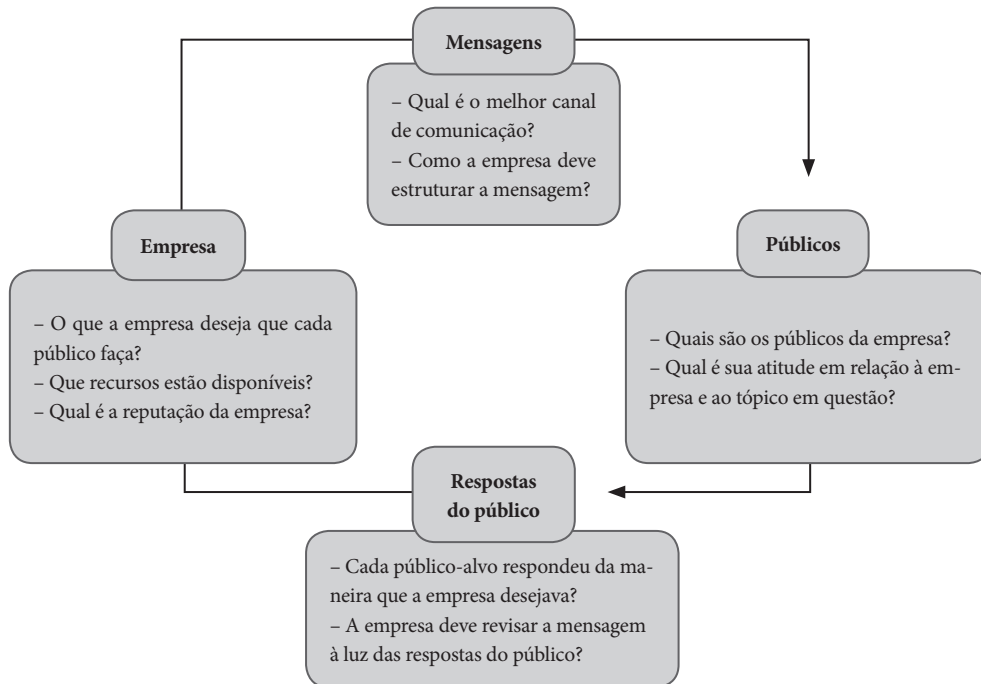 Mensagens
– Qual é o melhor canal
de comunicação?
– Como a empresa deve
estruturar a mensagem?
Empresa
– O que a empresa deseja que cada
público faça?
– Que recursos estão disponíveis?
– Qual é a reputação da empresa?
Públicos
– Quais são os públicos da empresa?
– Qual é sua atitude em relação à em-
presa e ao tópico em questão?
Respostas
do público
– Cada público-alvo respondeu da ma-
neira que a empresa desejava?
– A empresa deve revisar a mensagem
à luz das respostas do público?